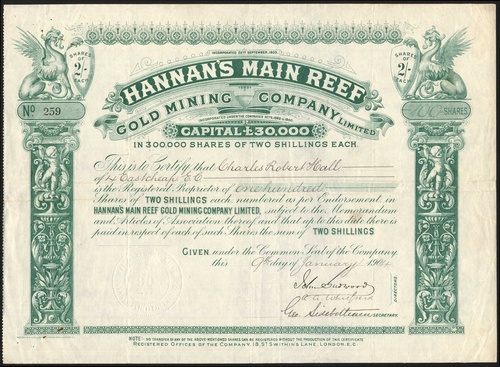 INCORPORATED 22ND SEPTEMBER, 1903.
SHARES OF 2/- EACH
SHARES OF 2/- EACH
HANNAN'S MAIN REEF
GOLD MINING COMPANY LIMITED
No 259
SHARES
INCORPORATED UNDER THE COMPANIES ACTS, 1862 to 1900.
CAPITAL £30,000
IN 300,000 SHARES OF TWO SHILLINGS EACH.
This is to Certify that Charles Robert Hall
of 4 Eastcheap E.C.
is the Registered Proprietor of One hundred
Shares of TWO SHILLINGS each, numbered as per Endorsement, in
HANNAN'S MAIN REEF GOLD MINING COMPANY LIMITED, subject to the Memorandum
and Articles of Association thereof, and that up to this date there is
paid in respect of each of such Shares the sum of TWO SHILLINGS
GIVEN under the Common Seal of the Company,
this 9th day of January 1904
DIRECTORS.
SECRETARY.
NOTE: NO TRANSFER OF ANY OF THE ABOVE-MENTIONED SHARES CAN BE REGISTERED WITHOUT THE PRODUCTION OF THIS CERTIFICATE
REGISTERED OFFICES OF THE COMPANY, 18, ST SWITHINS LANE, LONDON, E.C.